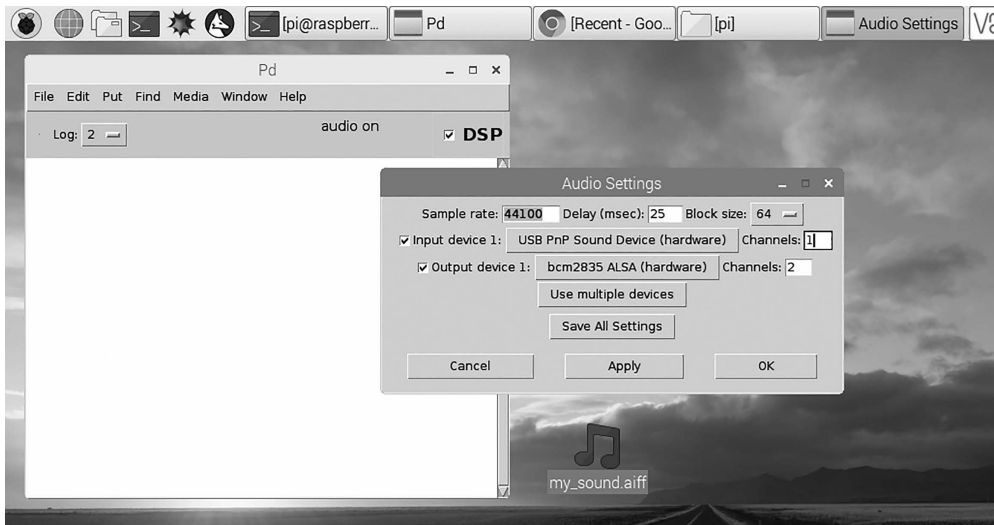 [pi@raspberr...
Pd
[Recent - Goo...
[pi]
Audio Settings
Pd
File Edit Put Find Media Window Help
Log: 2
audio on
DSP
Audio Settings
Sample rate: 44100 Delay (msec): 25 Block size: 64
Input device 1: USB PnP Sound Device (hardware) Channels: 1
Output device 1: bcm2835 ALSA (hardware) Channels: 2
Use multiple devices
Save All Settings
Cancel Apply OK
my_sound.aiff